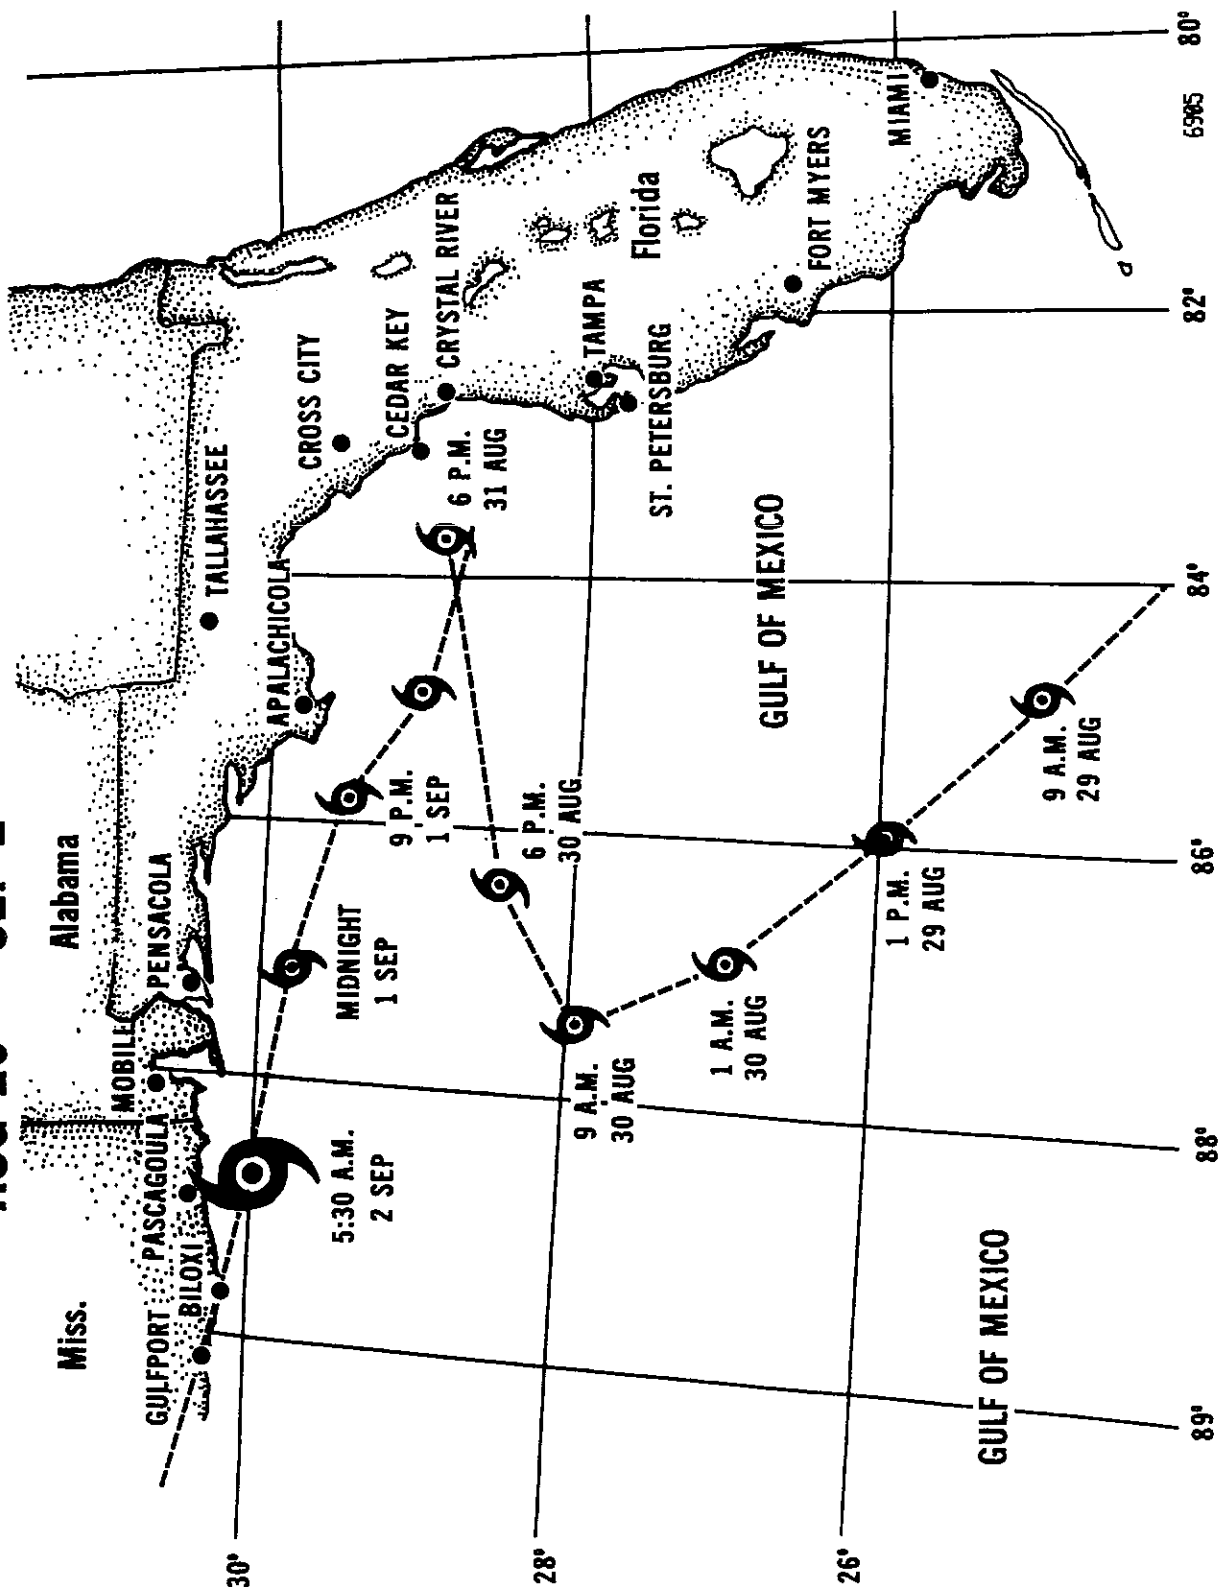 Miss.
Alabama
GULFPORT
BILOXI
PASCAGOULA
MOBILE
PENSACOLA
TALLAHASSEE
APALACHICOLA
CROSS CITY
CEDAR KEY
CRYSTAL RIVER
TAMPA
ST. PETERSBURG
Florida
FORT MYERS
MIAMI
5:30 A.M.
2 SEP
MIDNIGHT
1 SEP
9 P.M.
1 SEP
6 P.M.
31 AUG
6 P.M.
30 AUG
9 A.M.
30 AUG
1 A.M.
30 AUG
1 P.M.
29 AUG
9 A.M.
29 AUG
GULF OF MEXICO
GULF OF MEXICO
30°
28°
26°
89°
88°
86°
84°
82°
80°